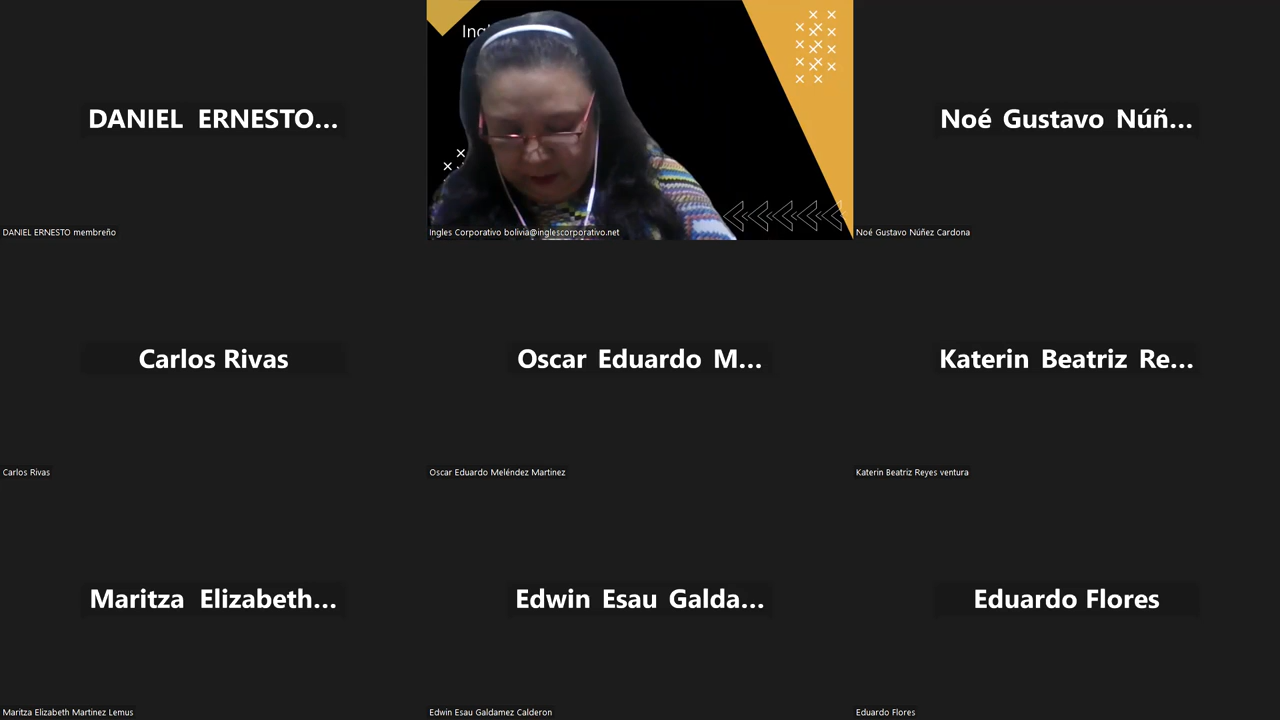 DANIEL ERNESTO...
DANIEL ERNESTO membreño
Ingles Corporativo bolivia@inglescorporativo.net
Noé Gustavo Núñ...
Noé Gustavo Núñez Cardona
Carlos Rivas
Carlos Rivas
Oscar Eduardo M...
Oscar Eduardo Meléndez Martinez
Katerin Beatriz Re...
Katerin Beatriz Reyes ventura
Maritza Elizabeth...
Maritza Elizabeth Martinez Lemus
Edwin Esau Galda...
Edwin Esau Galdamez Calderon
Eduardo Flores
Eduardo Flores